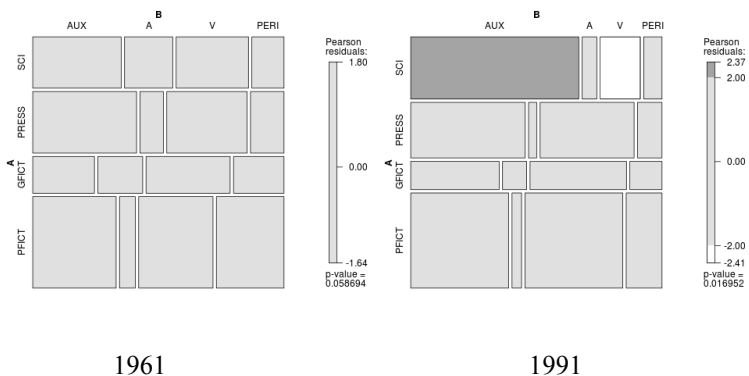 B
AUX A V PERI
Pearson
residuals:
1.80
0.00
-1.64
p-value =
0.058694
A
SCI
PRESS
GFICT
PFICT
1961
B
AUX A V PERI
Pearson
residuals:
2.37
2.00
0.00
-2.00
-2.41
p-value =
0.016952
A
SCI
PRESS
GFICT
PFICT
1991